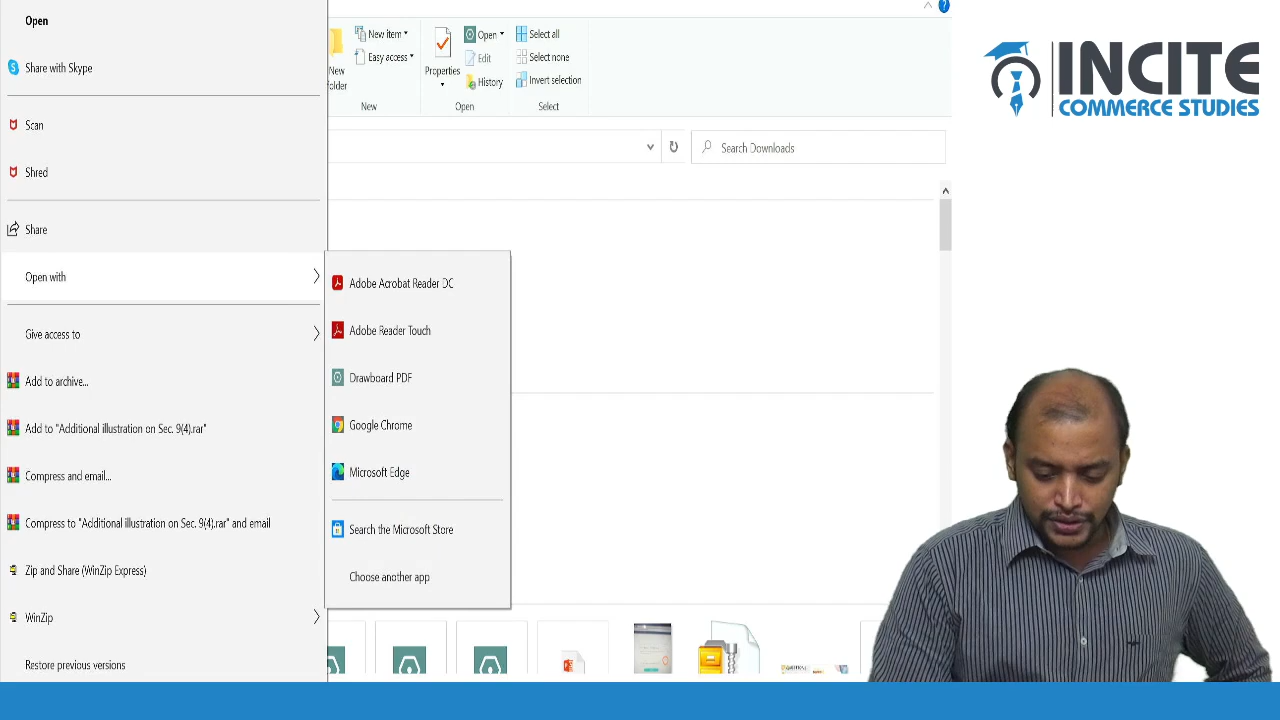 Open
Share with Skype
Scan
Shred
Share
Open with
Give access to
Add to archive...
Add to "Additional illustration on Sec. 9(4).rar"
Compress and email...
Compress to "Additional illustration on Sec. 9(4).rar" and email
Zip and Share (WinZip Express)
WinZip
Restore previous versions
Adobe Acrobat Reader DC
Adobe Reader Touch
Drawboard PDF
Google Chrome
Microsoft Edge
Search the Microsoft Store
Choose another app
New
New item
Easy access
New
Properties
Open
Edit
History
Open
Select all
Select none
Invert selection
Select
Search Downloads
INCITE
COMMERCE STUDIES